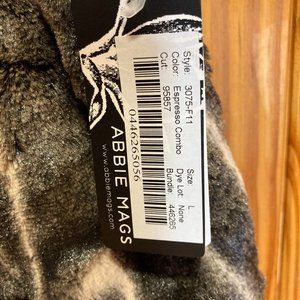 Style: 3075-F11 Size: L
Color: Espresso Combo Dye Lot: None
Cut: 95857 Bundle: 446265
0446265056
ABBIE MAGS
www.abbiemags.com